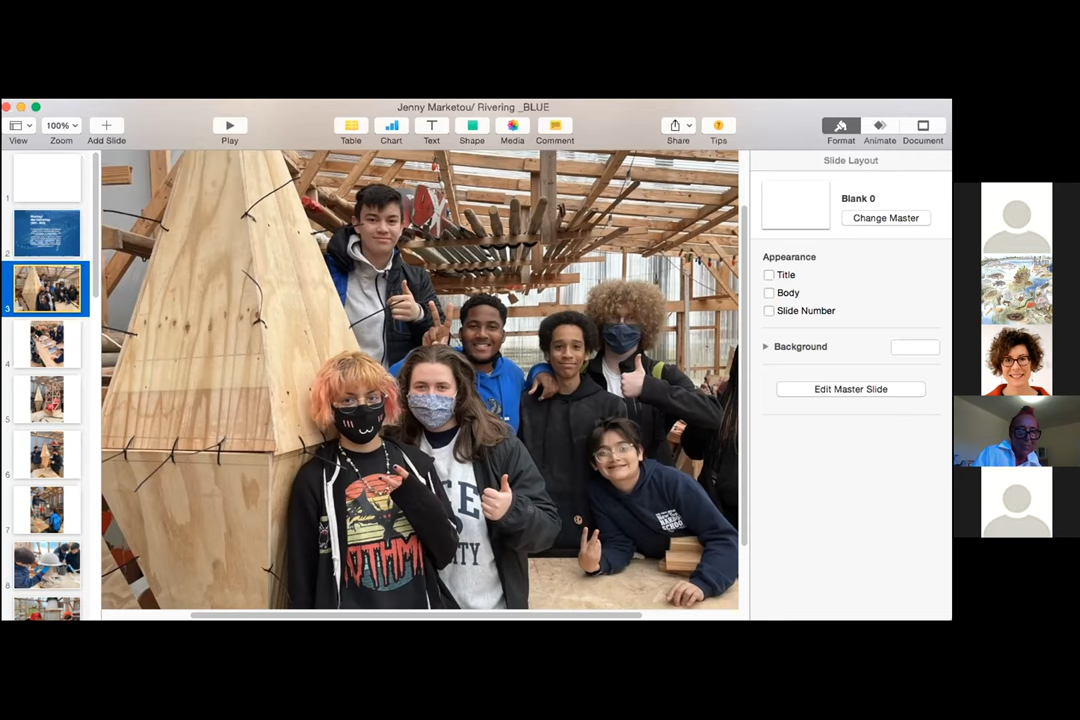 Jenny Marketou/ Rivering _BLUE
100%
View
Zoom
Add Slide
Play
Table
Chart
Text
Shape
Media
Comment
Share
Tips
Format
Animate
Document
1
2
3
4
5
6
7
8
Slide Layout
Blank 0
Change Master
Appearance
Title
Body
Slide Number
Background
Edit Master Slide
HARBOR
SCHOOL